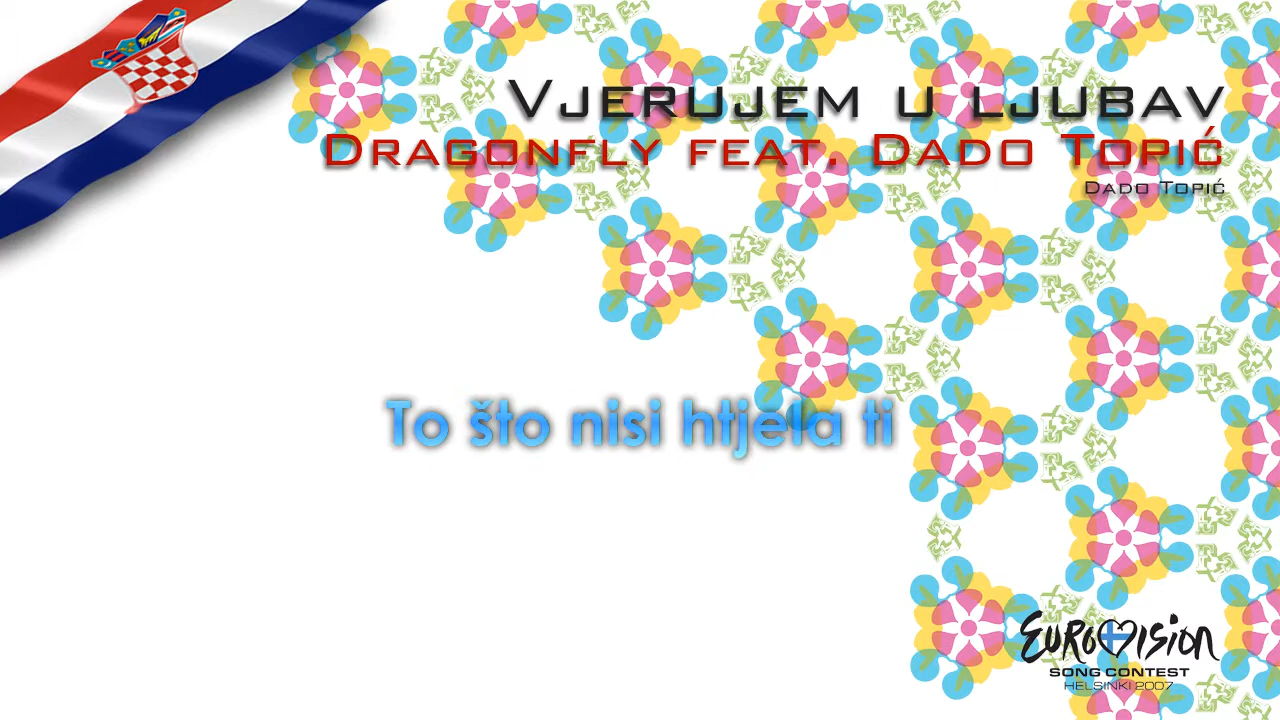 Vjerujem u ljubav
Dragonfly feat. Dado Topić
Dado Topić
To što nisi htjela ti
EUROVISION
SONG CONTEST
HELSINKI 2007